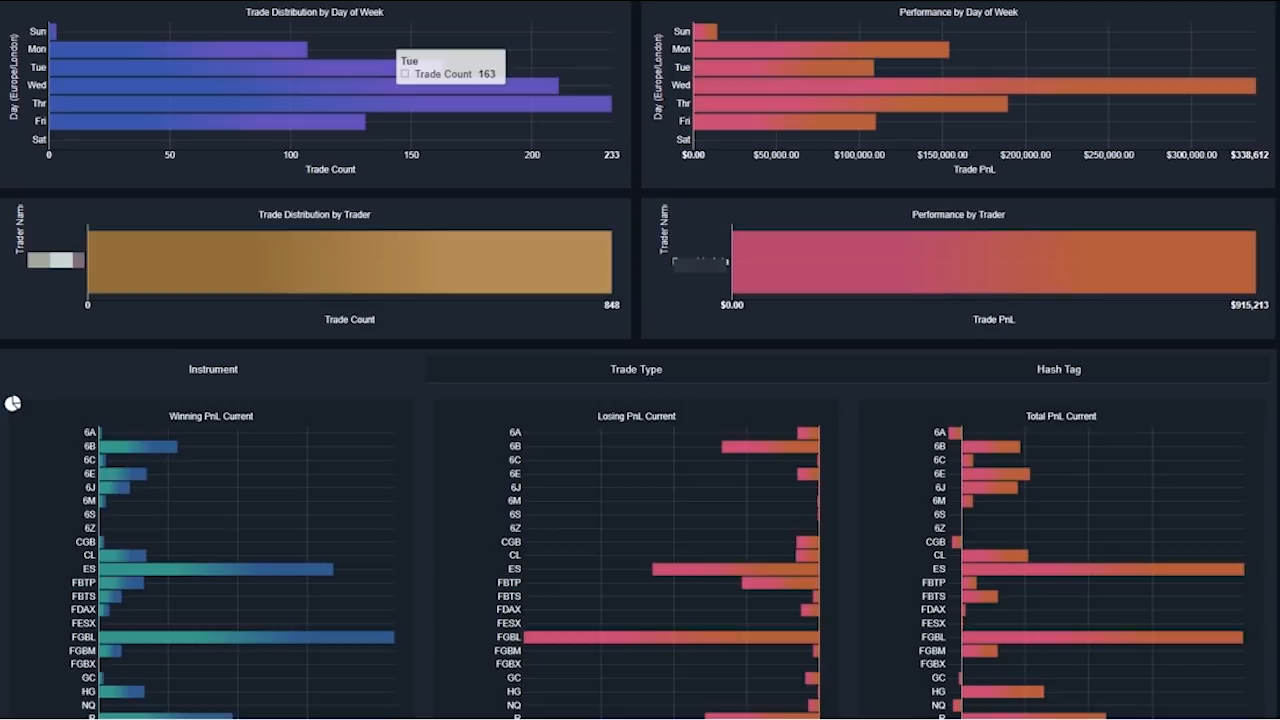 Trade Distribution by Day of Week
Day (Europe/London)
Sun
Mon
Tue
Wed
Thr
Fri
Sat
0 50 100 150 200 233
Trade Count
Tue
Trade Count 163
Performance by Day of Week
Day (Europe/London)
Sun
Mon
Tue
Wed
Thr
Fri
Sat
$0.00 $50,000.00 $100,000.00 $150,000.00 $200,000.00 $250,000.00 $300,000.00 $338,612
Trade PnL
Trade Distribution by Trader
Trader Name
0 848
Trade Count
Performance by Trader
Trader Name
$0.00 $915,213
Trade PnL
Instrument Trade Type Hash Tag
Winning PnL Current
6A
6B
6C
6E
6J
6M
6S
6Z
CGB
CL
ES
FBTP
FBTS
FDAX
FESX
FGBL
FGBM
FGBX
GC
HG
NQ
Losing PnL Current
6A
6B
6C
6E
6J
6M
6S
6Z
CGB
CL
ES
FBTP
FBTS
FDAX
FESX
FGBL
FGBM
FGBX
GC
HG
NQ
Total PnL Current
6A
6B
6C
6E
6J
6M
6S
6Z
CGB
CL
ES
FBTP
FBTS
FDAX
FESX
FGBL
FGBM
FGBX
GC
HG
NQ